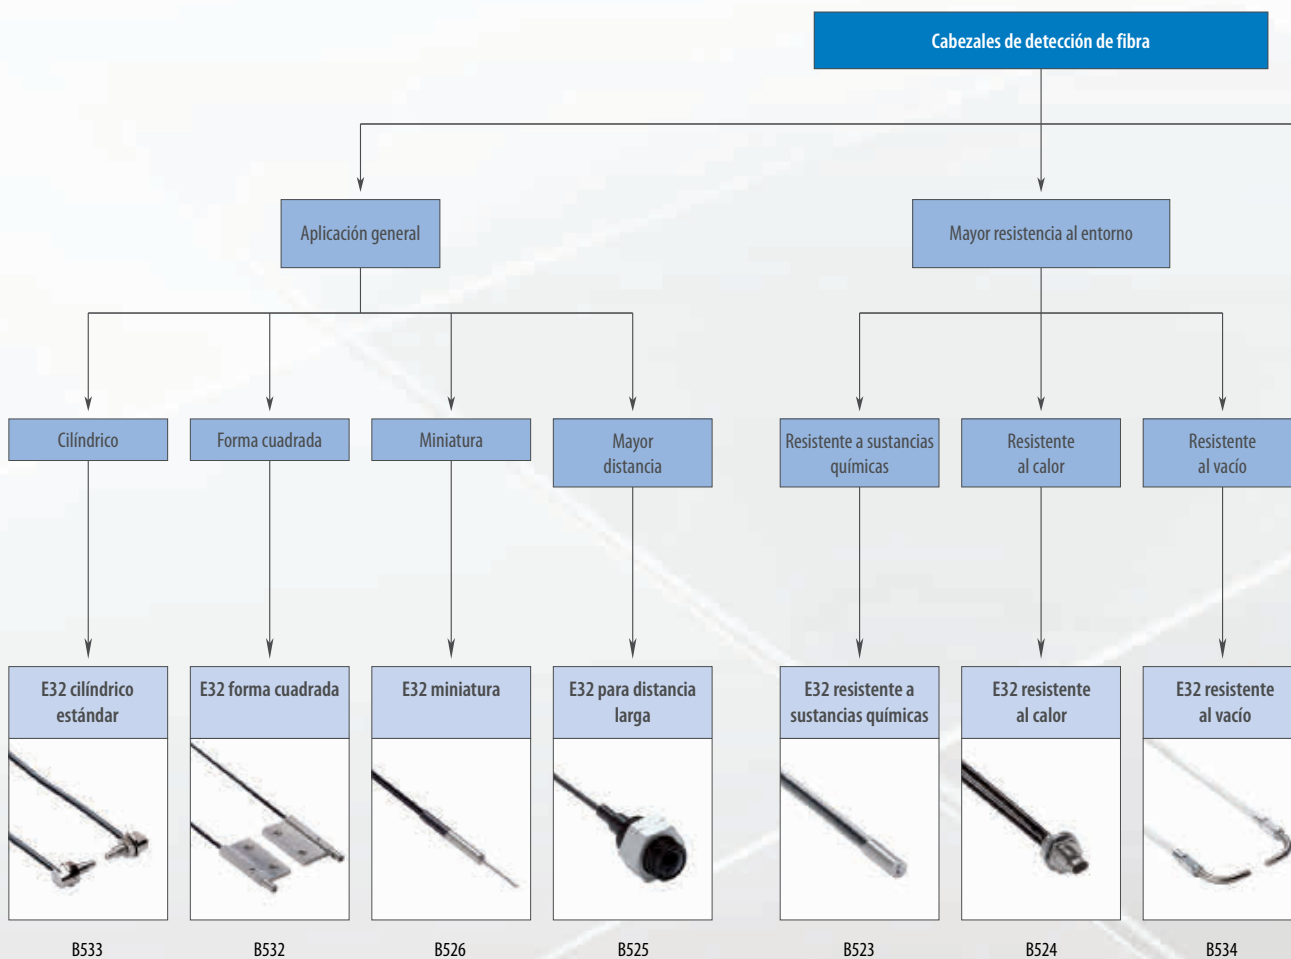 Cabezales de detección de fibra
Aplicación general
Mayor resistencia al entorno
Cilíndrico
Forma cuadrada
Miniatura
Mayor
distancia
Resistente a sustancias
químicas
Resistente
al calor
Resistente
al vacío
E32 cilíndrico
estándar
E32 forma cuadrada
E32 miniatura
E32 para distancia
larga
E32 resistente a
sustancias químicas
E32 resistente
al calor
E32 resistente
al vacío
B533
B532
B526
B525
B523
B524
B534